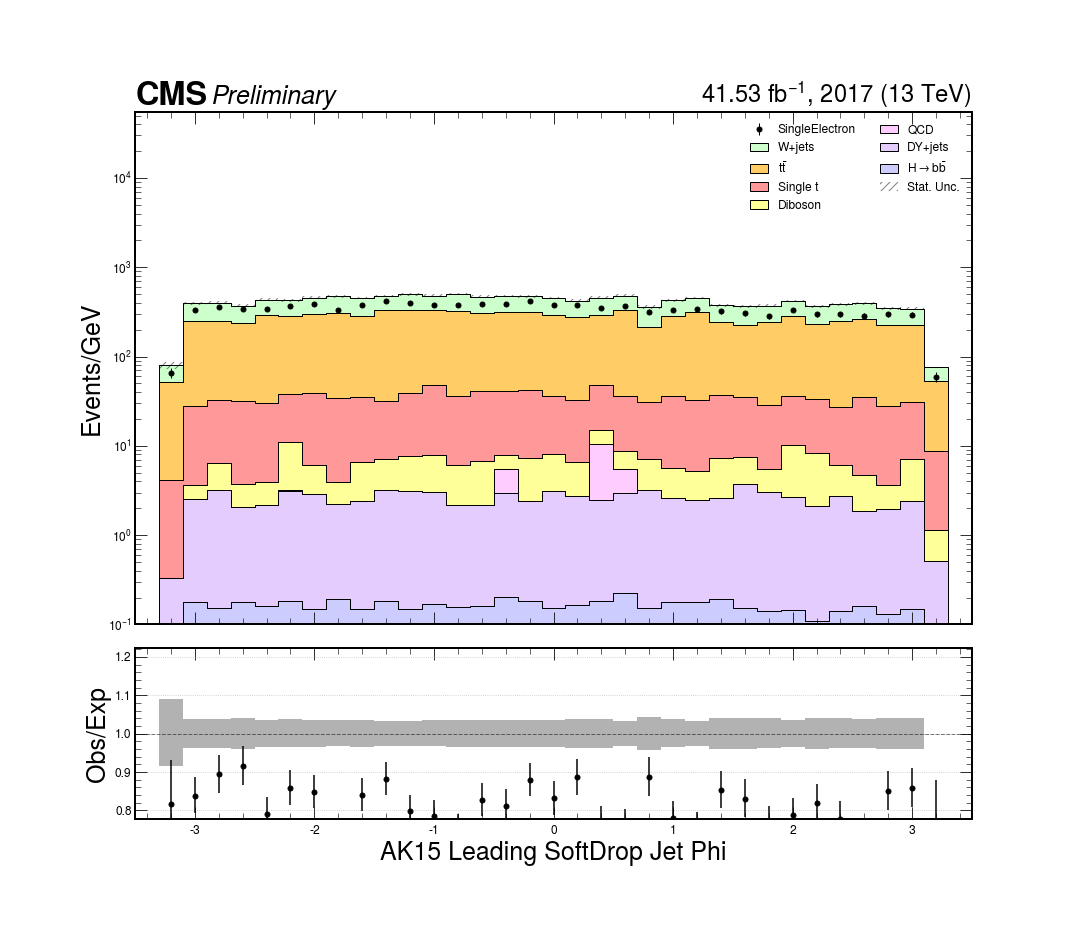 CMS Preliminary
41.53 fb⁻¹, 2017 (13 TeV)
SingleElectron
W+jets
tt̄
Single t
Diboson
QCD
DY+jets
H→bb̄
Stat. Unc.
Events/GeV
10⁴
10³
10²
10¹
10⁰
10⁻¹
Obs/Exp
1.2
1.1
1.0
0.9
0.8
-3 -2 -1 0 1 2 3
AK15 Leading SoftDrop Jet Phi